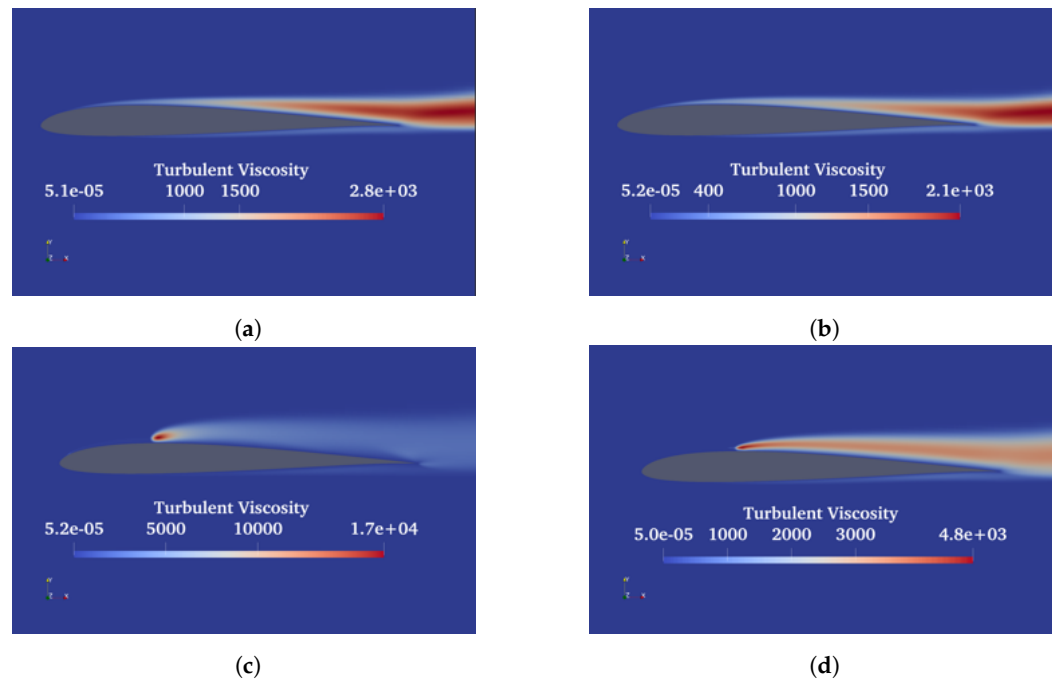 Turbulent Viscosity
5.1e-05 1000 1500 2.8e+03
(a)
Turbulent Viscosity
5.2e-05 400 1000 1500 2.1e+03
(b)
Turbulent Viscosity
5.2e-05 5000 10000 1.7e+04
(c)
Turbulent Viscosity
5.0e-05 1000 2000 3000 4.8e+03
(d)